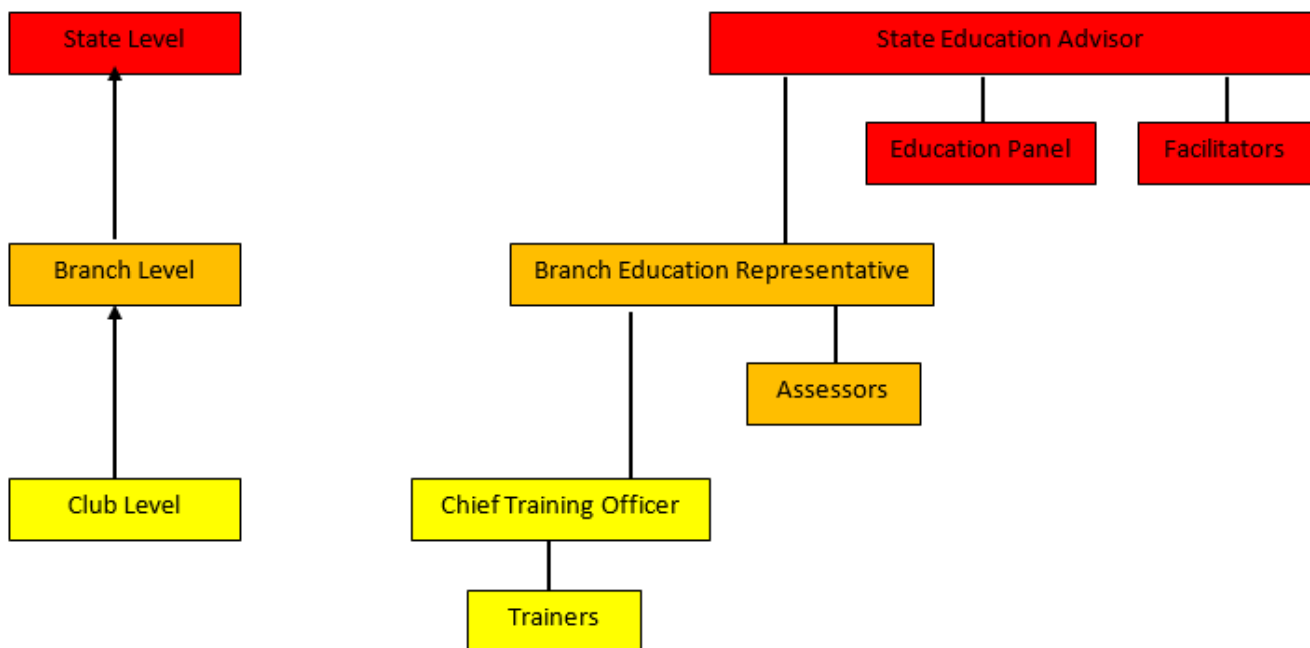 State Level
State Education Advisor
Education Panel
Facilitators
Branch Level
Branch Education Representative
Assessors
Club Level
Chief Training Officer
Trainers